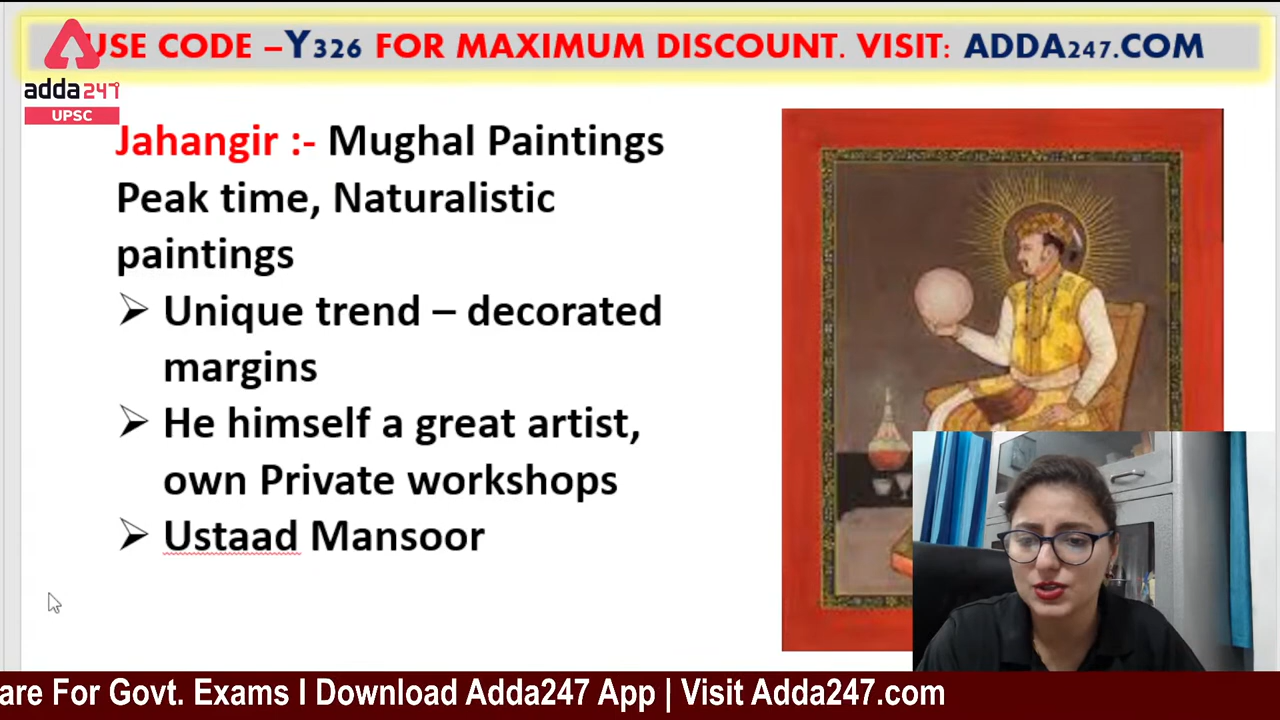 USE CODE –Y326 FOR MAXIMUM DISCOUNT. VISIT: ADDA247.COM
adda247
UPSC
Jahangir :- Mughal Paintings
Peak time, Naturalistic
paintings
➢ Unique trend – decorated
margins
➢ He himself a great artist,
own Private workshops
➢ Ustaad Mansoor
are For Govt. Exams I Download Adda247 App | Visit Adda247.com